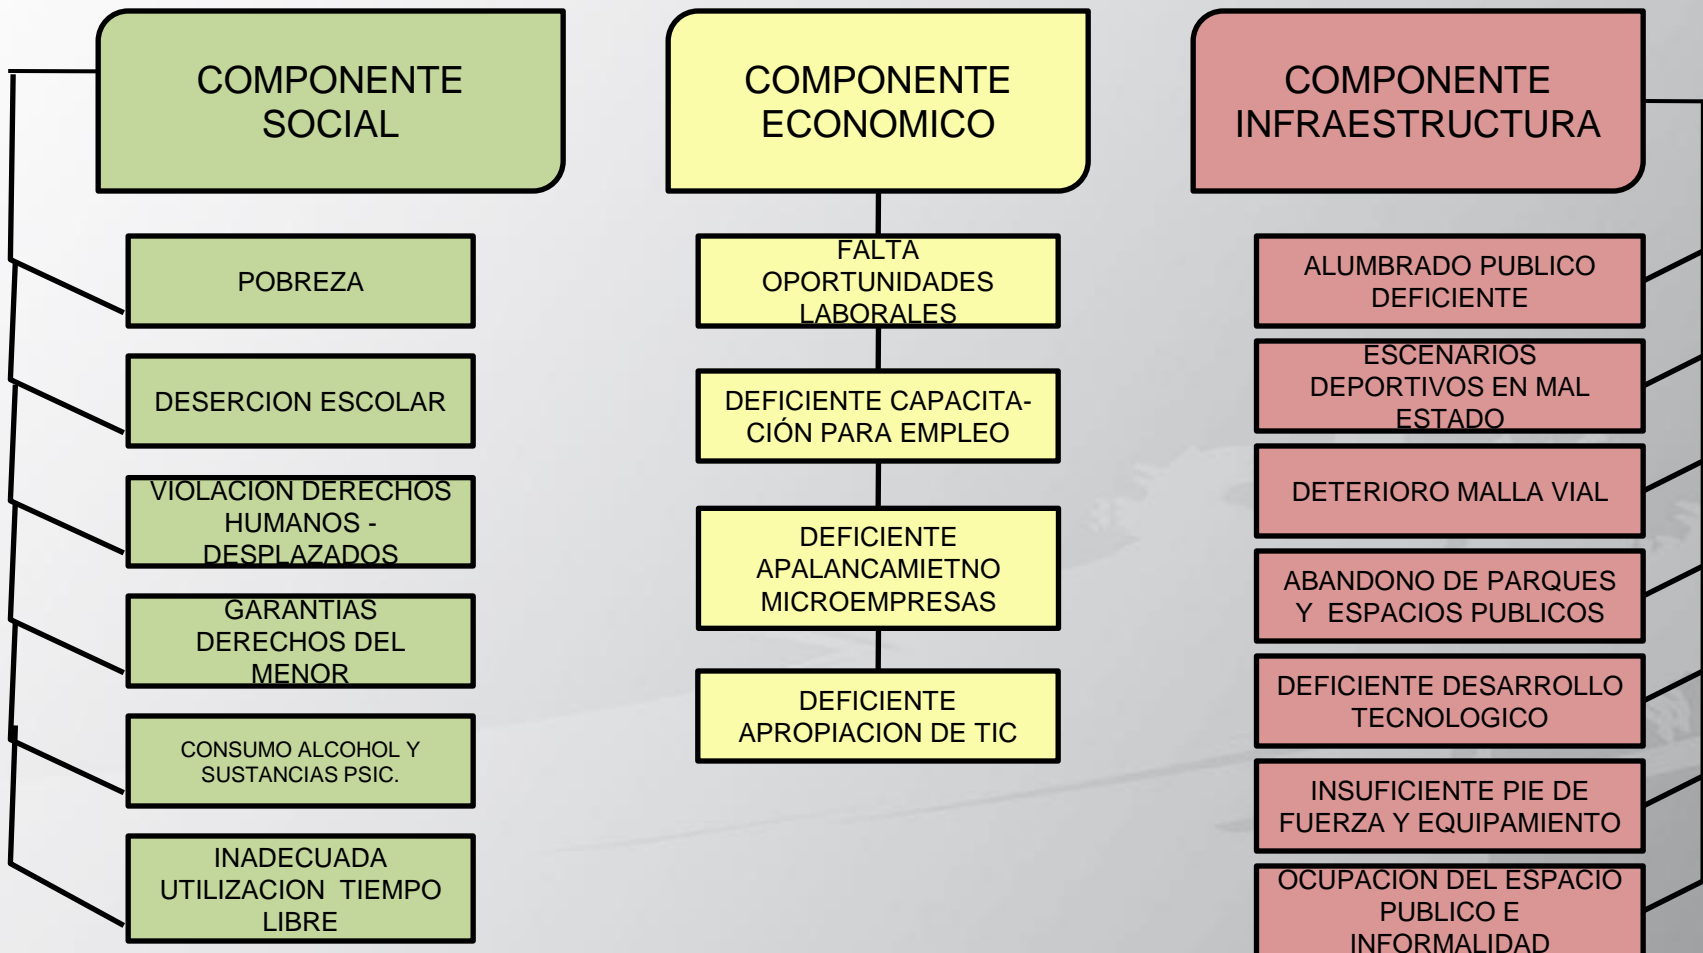 COMPONENTE
SOCIAL
POBREZA
DESERCION ESCOLAR
VIOLACION DERECHOS
HUMANOS -
DESPLAZADOS
GARANTIAS
DERECHOS DEL
MENOR
CONSUMO ALCOHOL Y
SUSTANCIAS PSIC.
INADECUADA
UTILIZACION TIEMPO
LIBRE
COMPONENTE
ECONOMICO
FALTA
OPORTUNIDADES
LABORALES
DEFICIENTE CAPACITA-
CIÓN PARA EMPLEO
DEFICIENTE
APALANCAMIETNO
MICROEMPRESAS
DEFICIENTE
APROPIACION DE TIC
COMPONENTE
INFRAESTRUCTURA
ALUMBRADO PUBLICO
DEFICIENTE
ESCENARIOS
DEPORTIVOS EN MAL
ESTADO
DETERIORO MALLA VIAL
ABANDONO DE PARQUES
Y ESPACIOS PUBLICOS
DEFICIENTE DESARROLLO
TECNOLOGICO
INSUFICIENTE PIE DE
FUERZA Y EQUIPAMIENTO
OCUPACION DEL ESPACIO
PUBLICO E
INFORMALIDAD